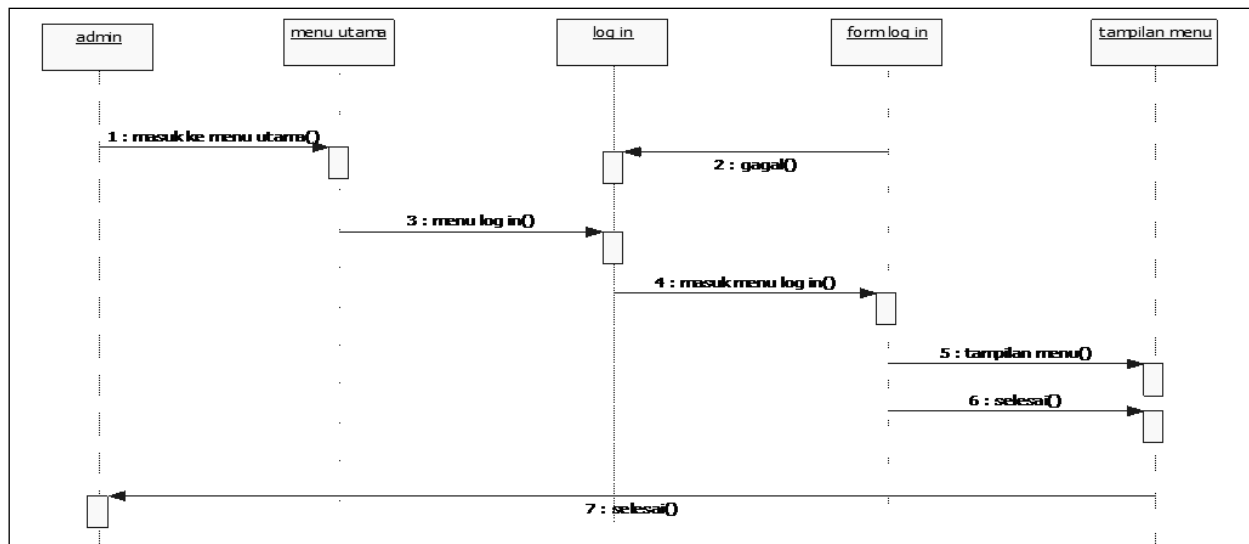 admin
menu utama
log in
form log in
tampilan menu
1 : masuk ke menu utama()
2 : gagal()
3 : menu log in()
4 : masuk menu log in()
5 : tampilan menu()
6 : selesai()
7 : selesai()